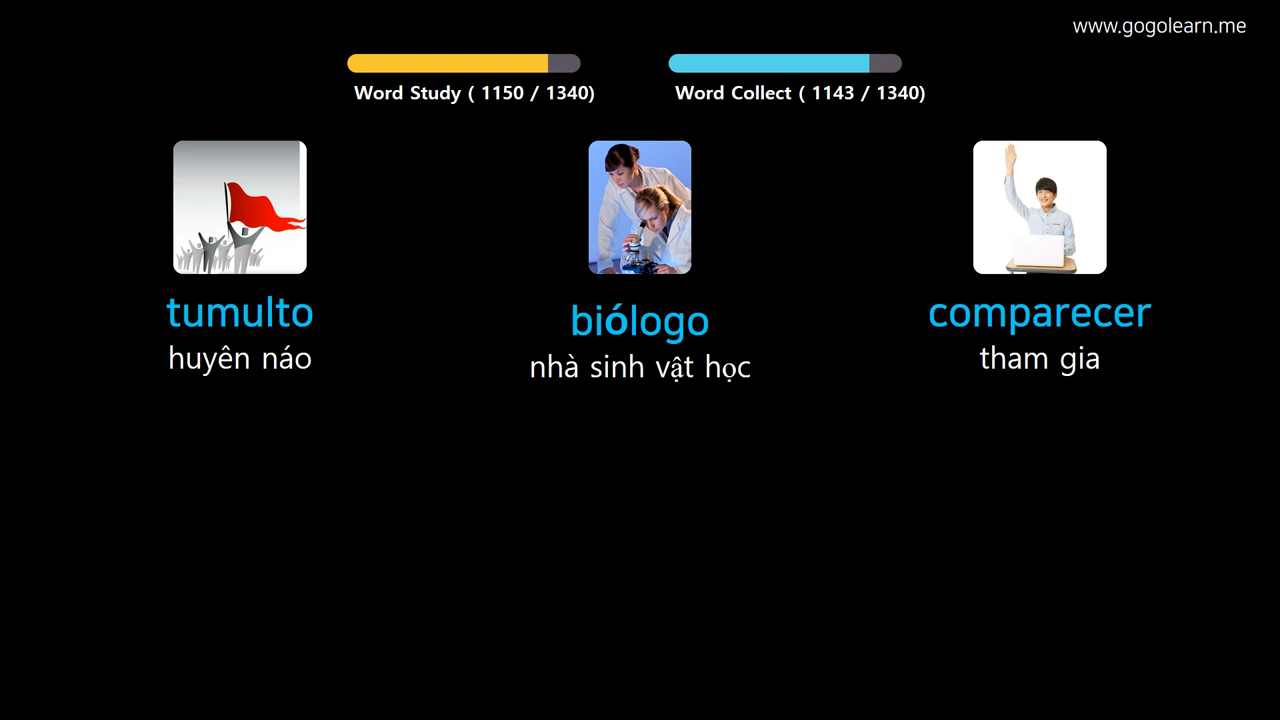 www.gogolearn.me
Word Study ( 1150 / 1340)
Word Collect ( 1143 / 1340)
tumulto
huyên náo
biólogo
nhà sinh vật học
comparecer
tham gia